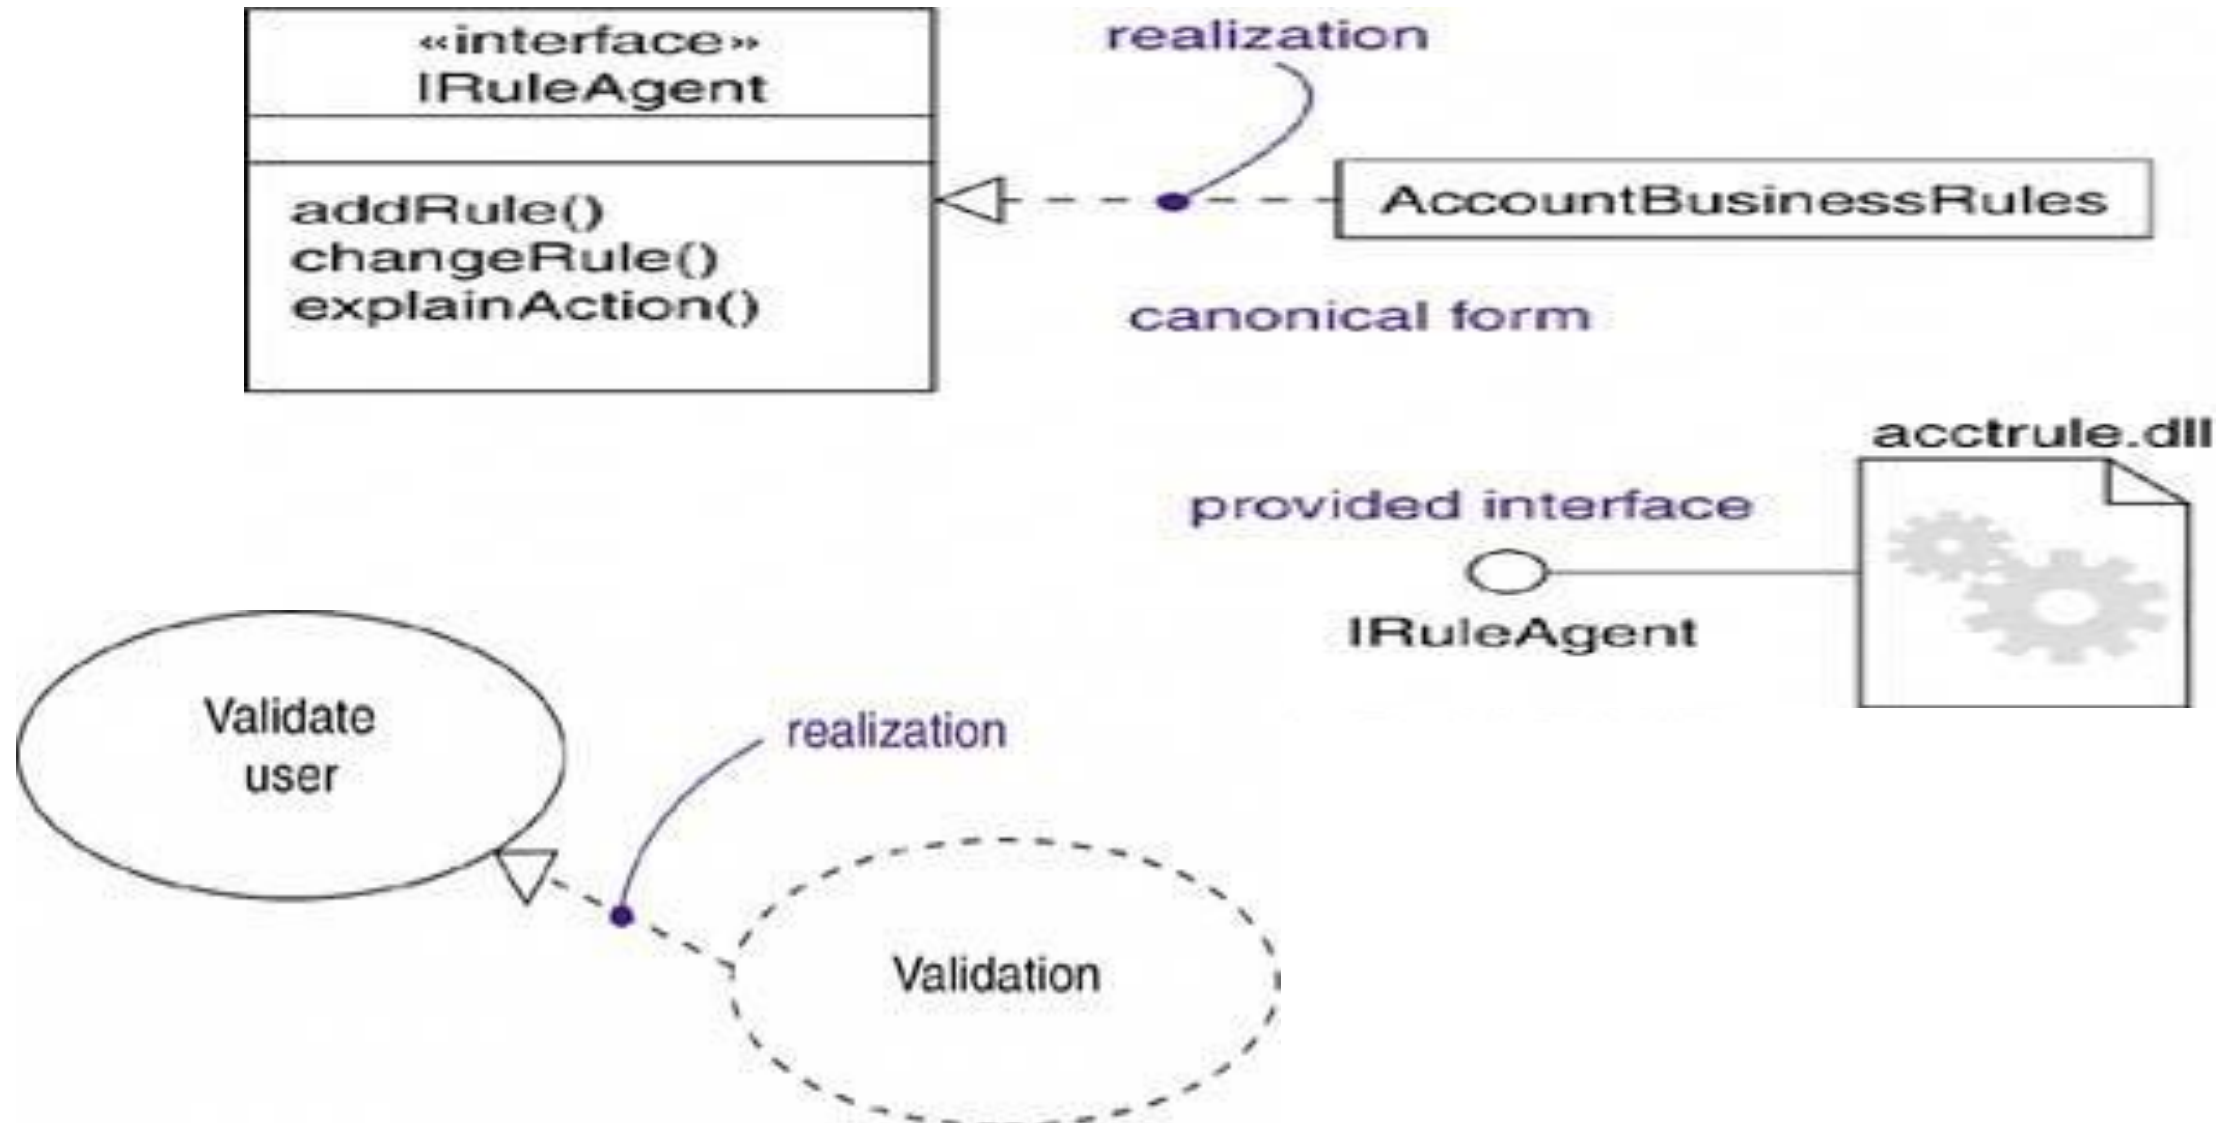 «interface»
IRuleAgent
addRule()
changeRule()
explainAction()
realization
AccountBusinessRules
canonical form
acctrule.dll
provided interface
IRuleAgent
Validate
user
realization
Validation